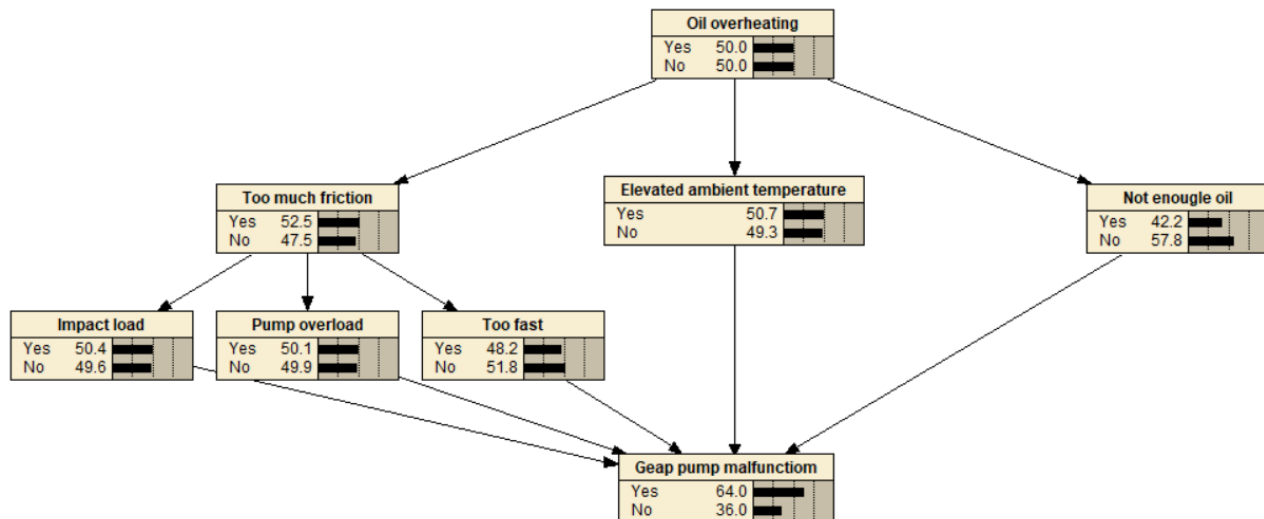 Oil overheating
Yes 50.0
No 50.0
Too much friction
Yes 52.5
No 47.5
Elevated ambient temperature
Yes 50.7
No 49.3
Not enougle oil
Yes 42.2
No 57.8
Impact load
Yes 50.4
No 49.6
Pump overload
Yes 50.1
No 49.9
Too fast
Yes 48.2
No 51.8
Geap pump malfunctiom
Yes 64.0
No 36.0